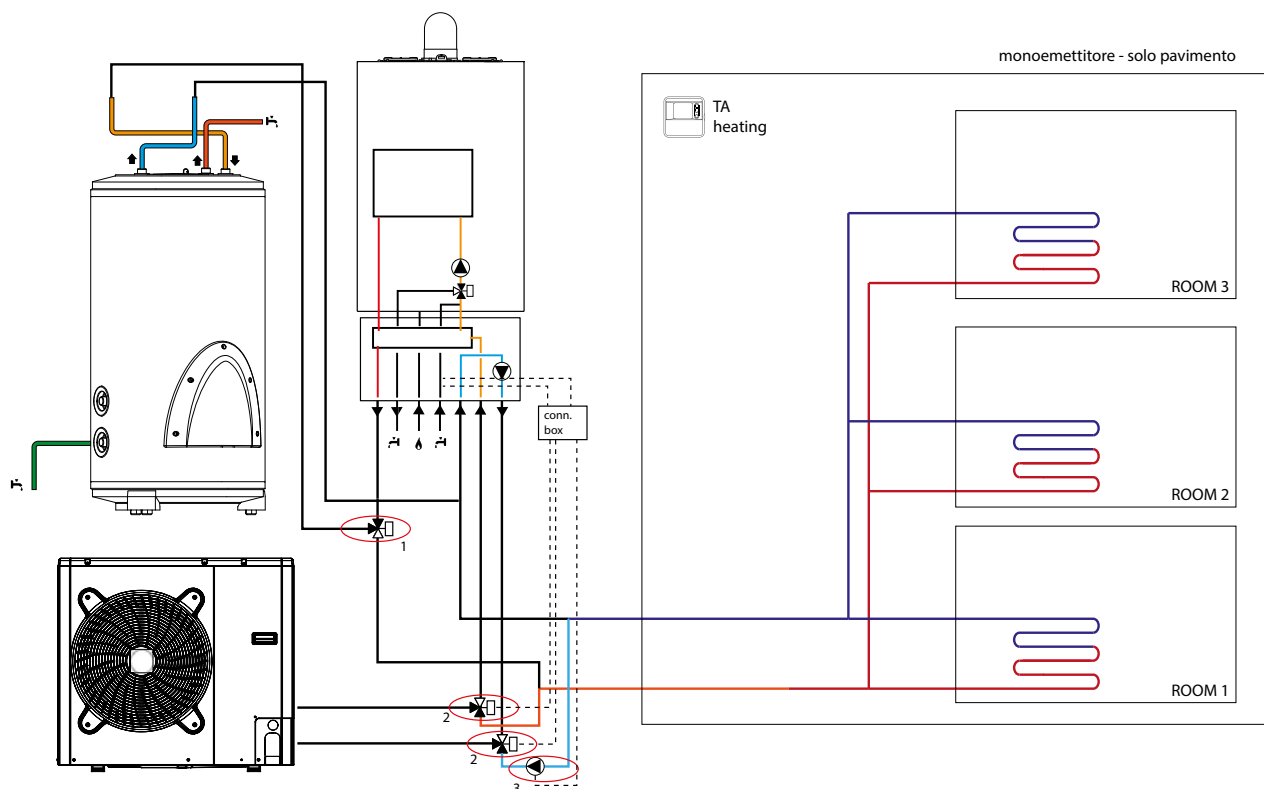 monoemettitore - solo pavimento
TA
heating
ROOM 3
conn.
box
ROOM 2
1
ROOM 1
2
2
3